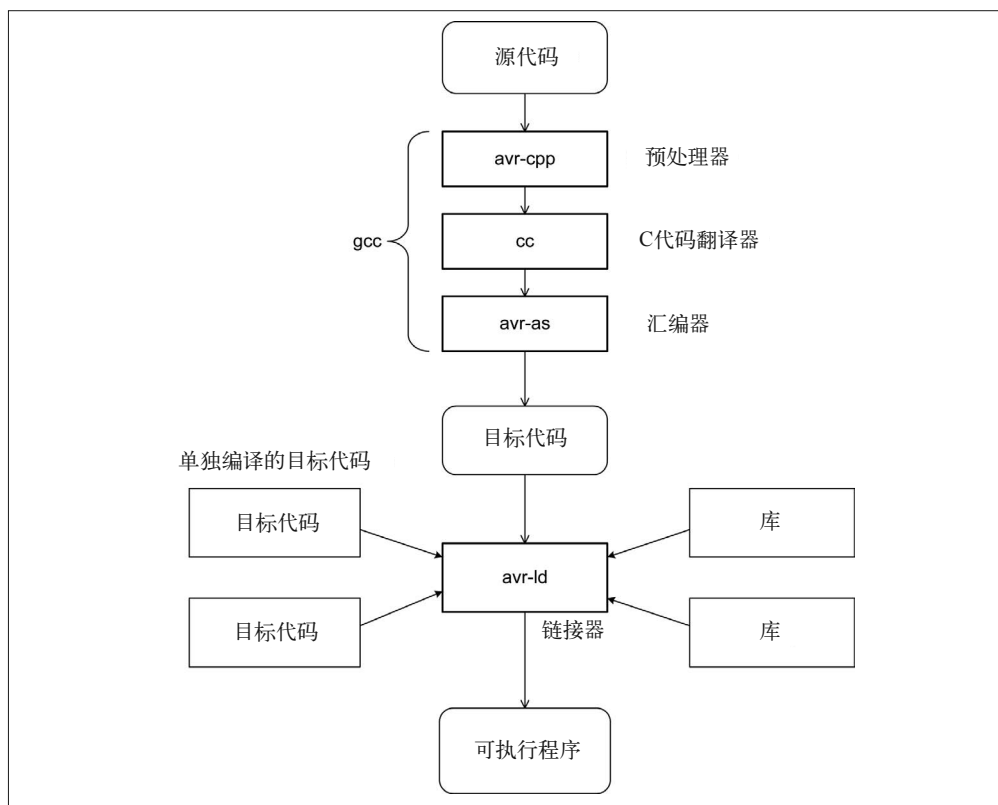 源代码
avr-cpp
预处理器
gcc
cc
C代码翻译器
avr-as
汇编器
目标代码
单独编译的目标代码
目标代码
库
avr-ld
目标代码
链接器
库
可执行程序